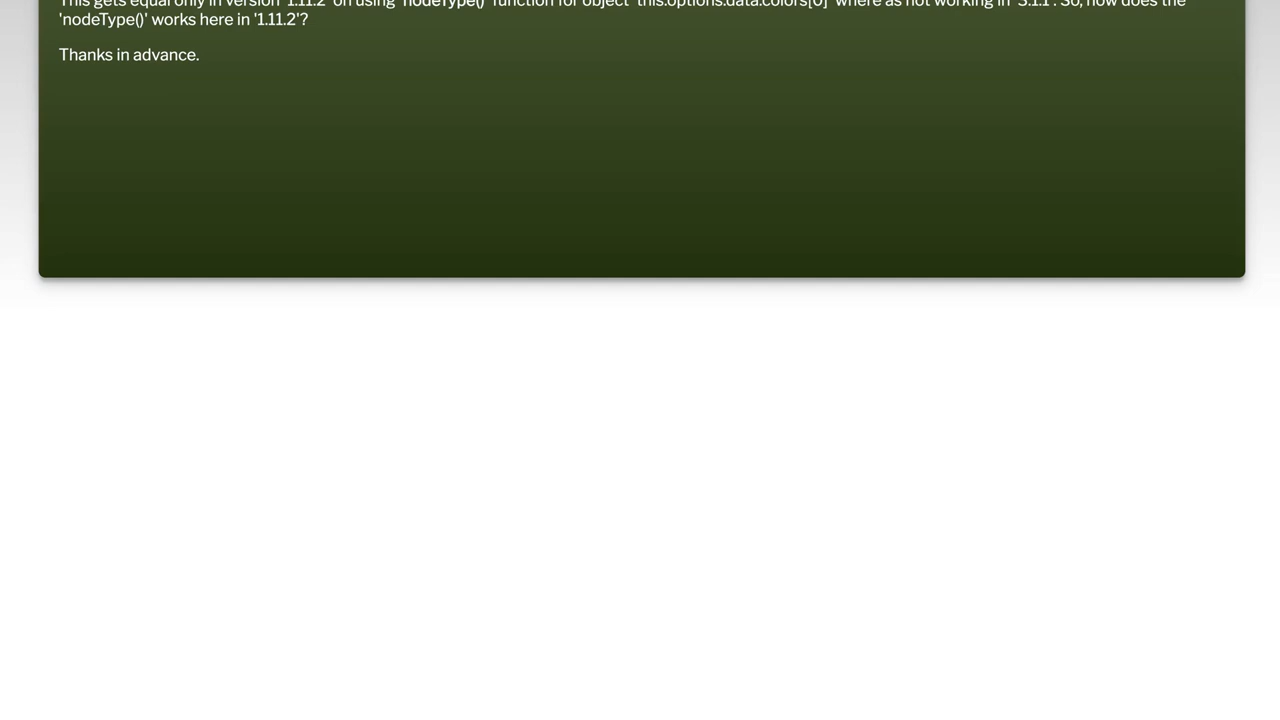 This gets equal only in version '1.11.2' on using 'nodeType()' function for object 'this.options.data.colors[0]' where as not working in '3.1.1'. So, how does the
'nodeType()' works here in '1.11.2'?
Thanks in advance.